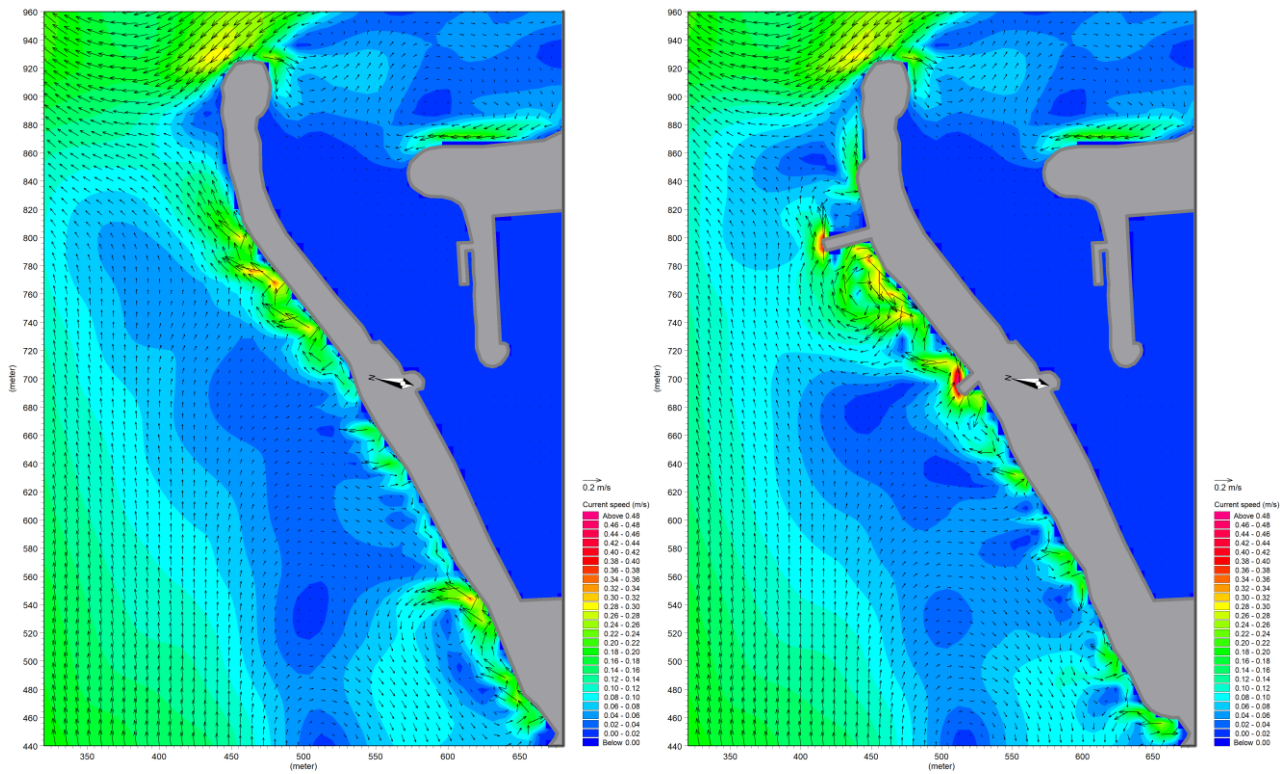 960
940
920
900
880
860
840
820
800
780
760
740
720
700
680
660
640
620
600
580
560
540
520
500
480
460
440
(meter)
350 400 450 500 550 600 650
(meter)
N
0.2 m/s
Current speed (m/s)
Above 0.48
0.46 - 0.48
0.44 - 0.46
0.42 - 0.44
0.40 - 0.42
0.38 - 0.40
0.36 - 0.38
0.34 - 0.36
0.32 - 0.34
0.30 - 0.32
0.28 - 0.30
0.26 - 0.28
0.24 - 0.26
0.22 - 0.24
0.20 - 0.22
0.18 - 0.20
0.16 - 0.18
0.14 - 0.16
0.12 - 0.14
0.10 - 0.12
0.08 - 0.10
0.06 - 0.08
0.04 - 0.06
0.02 - 0.04
0.00 - 0.02
Below 0.00
960
940
920
900
880
860
840
820
800
780
760
740
720
700
680
660
640
620
600
580
560
540
520
500
480
460
440
(meter)
350 400 450 500 550 600 650
(meter)
N
0.2 m/s
Current speed (m/s)
Above 0.48
0.46 - 0.48
0.44 - 0.46
0.42 - 0.44
0.40 - 0.42
0.38 - 0.40
0.36 - 0.38
0.34 - 0.36
0.32 - 0.34
0.30 - 0.32
0.28 - 0.30
0.26 - 0.28
0.24 - 0.26
0.22 - 0.24
0.20 - 0.22
0.18 - 0.20
0.16 - 0.18
0.14 - 0.16
0.12 - 0.14
0.10 - 0.12
0.08 - 0.10
0.06 - 0.08
0.04 - 0.06
0.02 - 0.04
0.00 - 0.02
Below 0.00